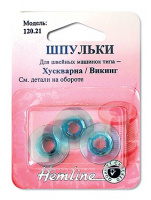 Модель:
120.21
ШПУЛЬКИ
Для швейных машинок типа –
Хускварна / Викинг
См. детали на обороте
Hemline